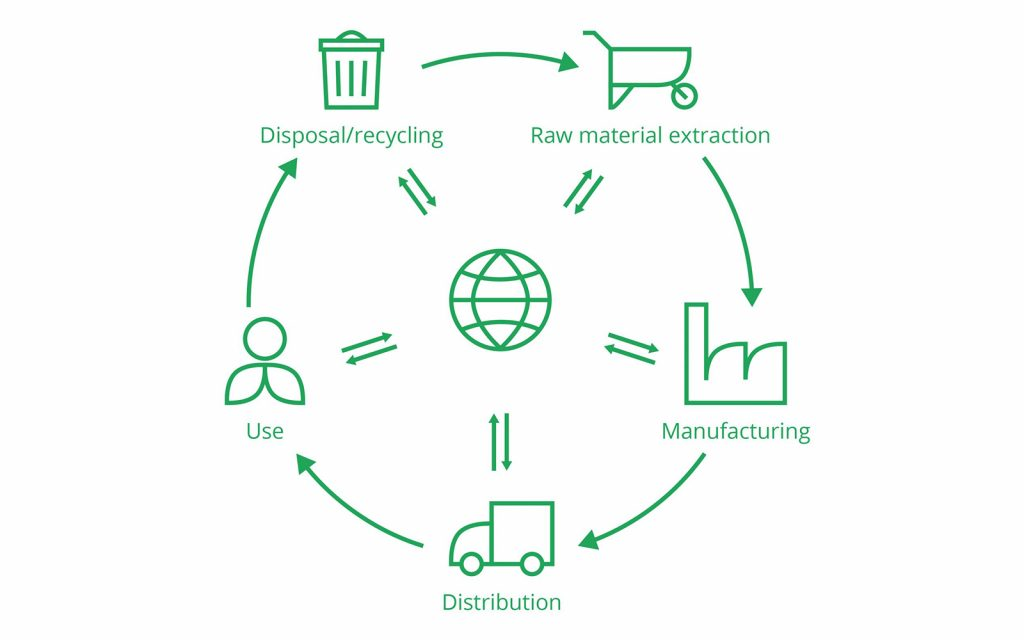 Disposal/recycling
Raw material extraction
Use
Manufacturing
Distribution